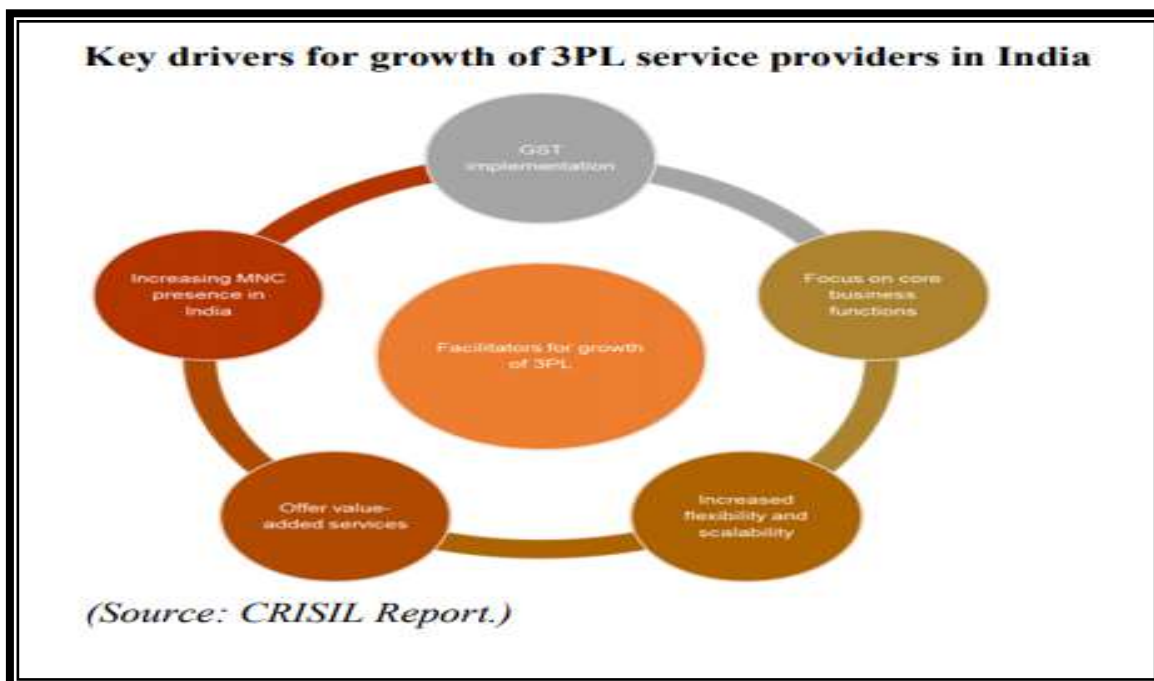 Key drivers for growth of 3PL service providers in India
GST
implementation
Focus on core
business
functions
Increased
flexibility and
scalability
Offer value-
added services
Increasing MNC
presence in
India
Facilitators for growth
of 3PL
(Source: CRISIL Report.)